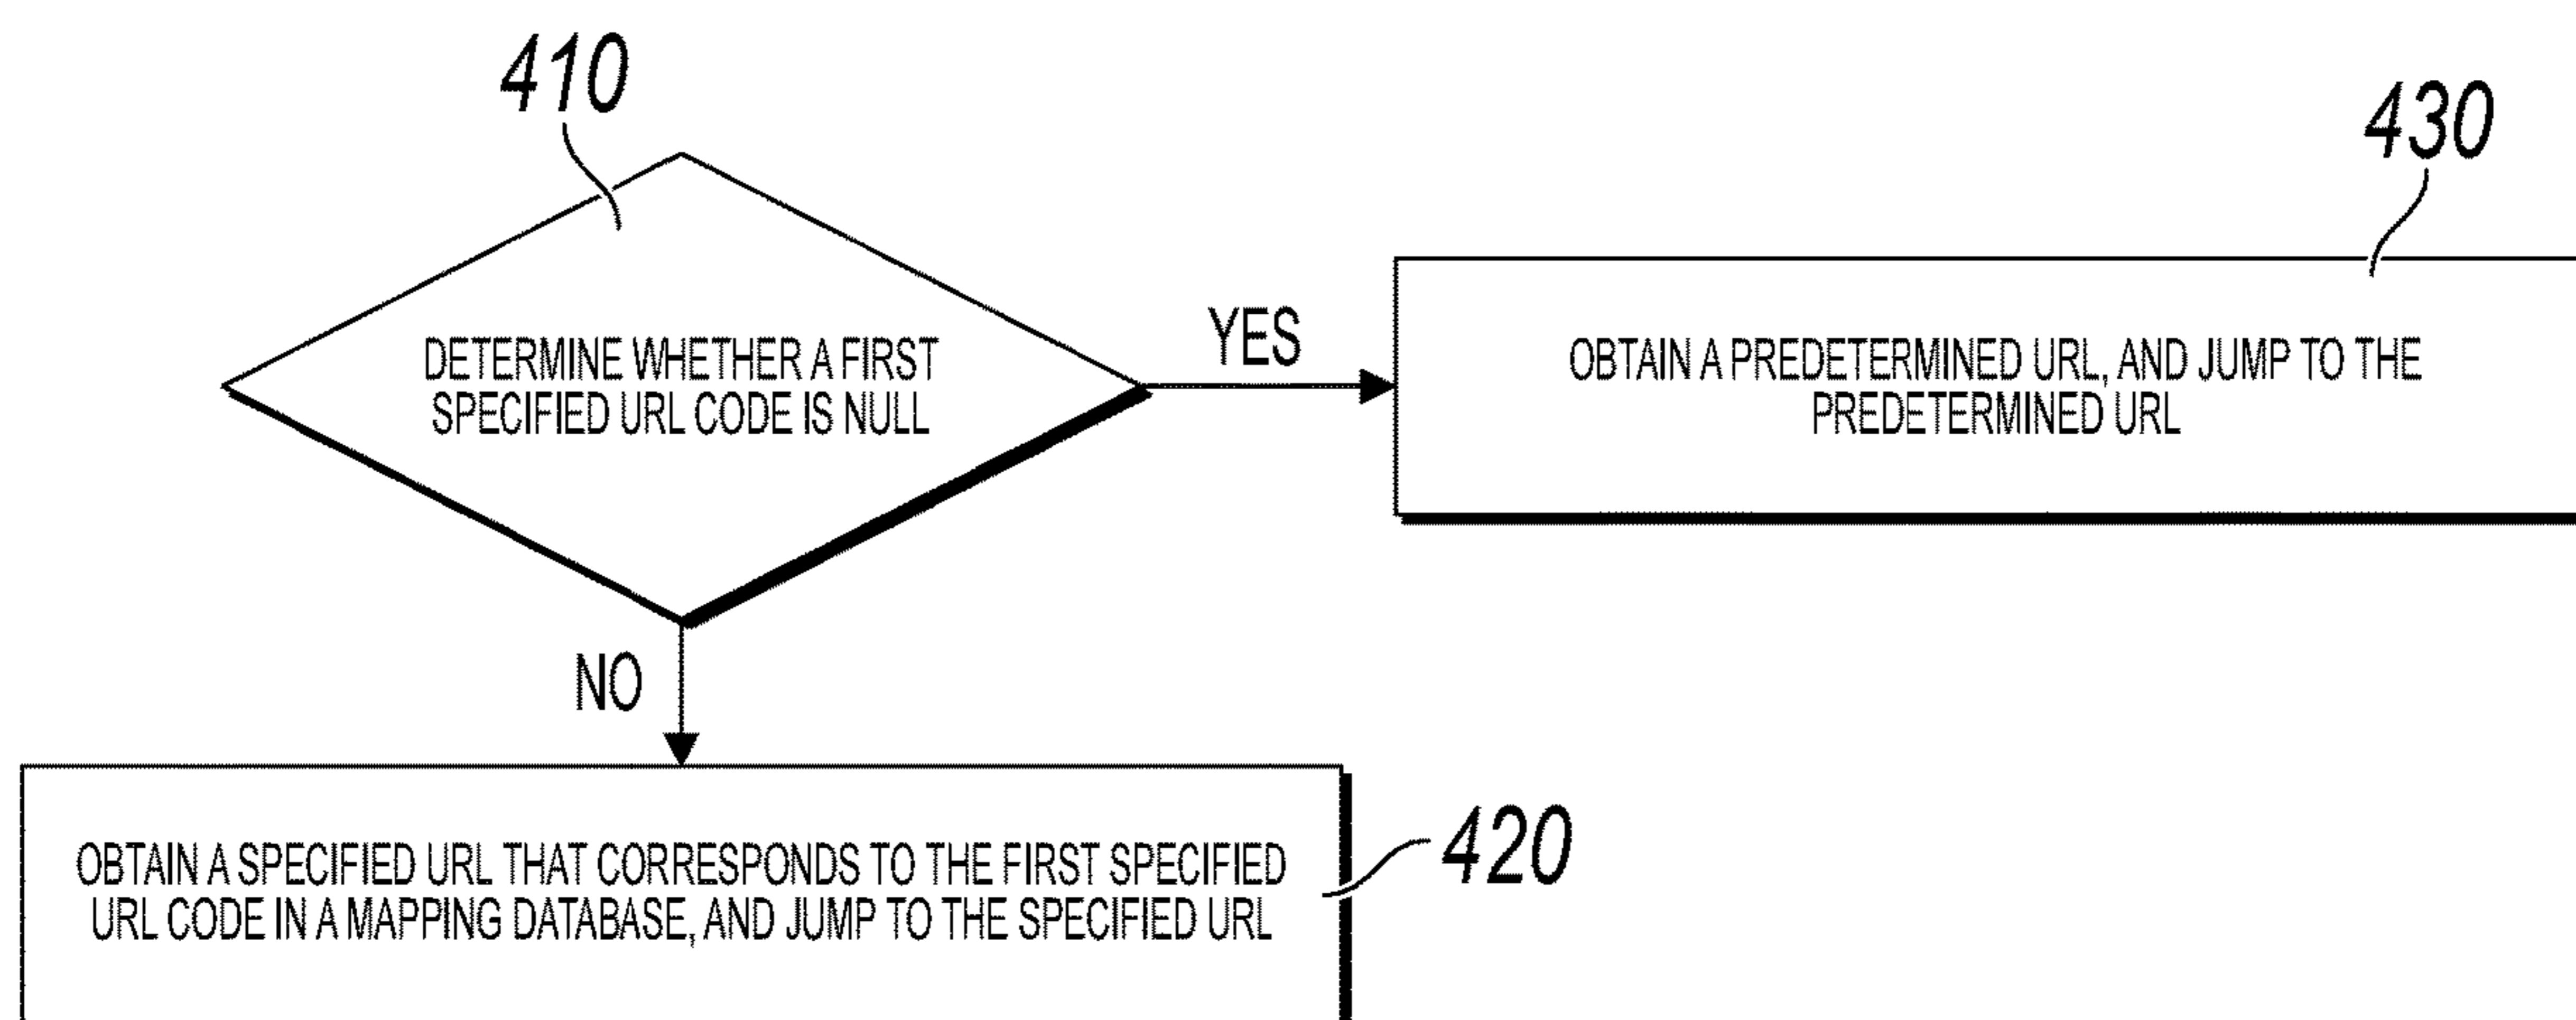 410
430
DETERMINE WHETHER A FIRST
SPECIFIED URL CODE IS NULL
YES
OBTAIN A PREDETERMINED URL, AND JUMP TO THE
PREDETERMINED URL
NO
OBTAIN A SPECIFIED URL THAT CORRESPONDS TO THE FIRST SPECIFIED
URL CODE IN A MAPPING DATABASE, AND JUMP TO THE SPECIFIED URL
420